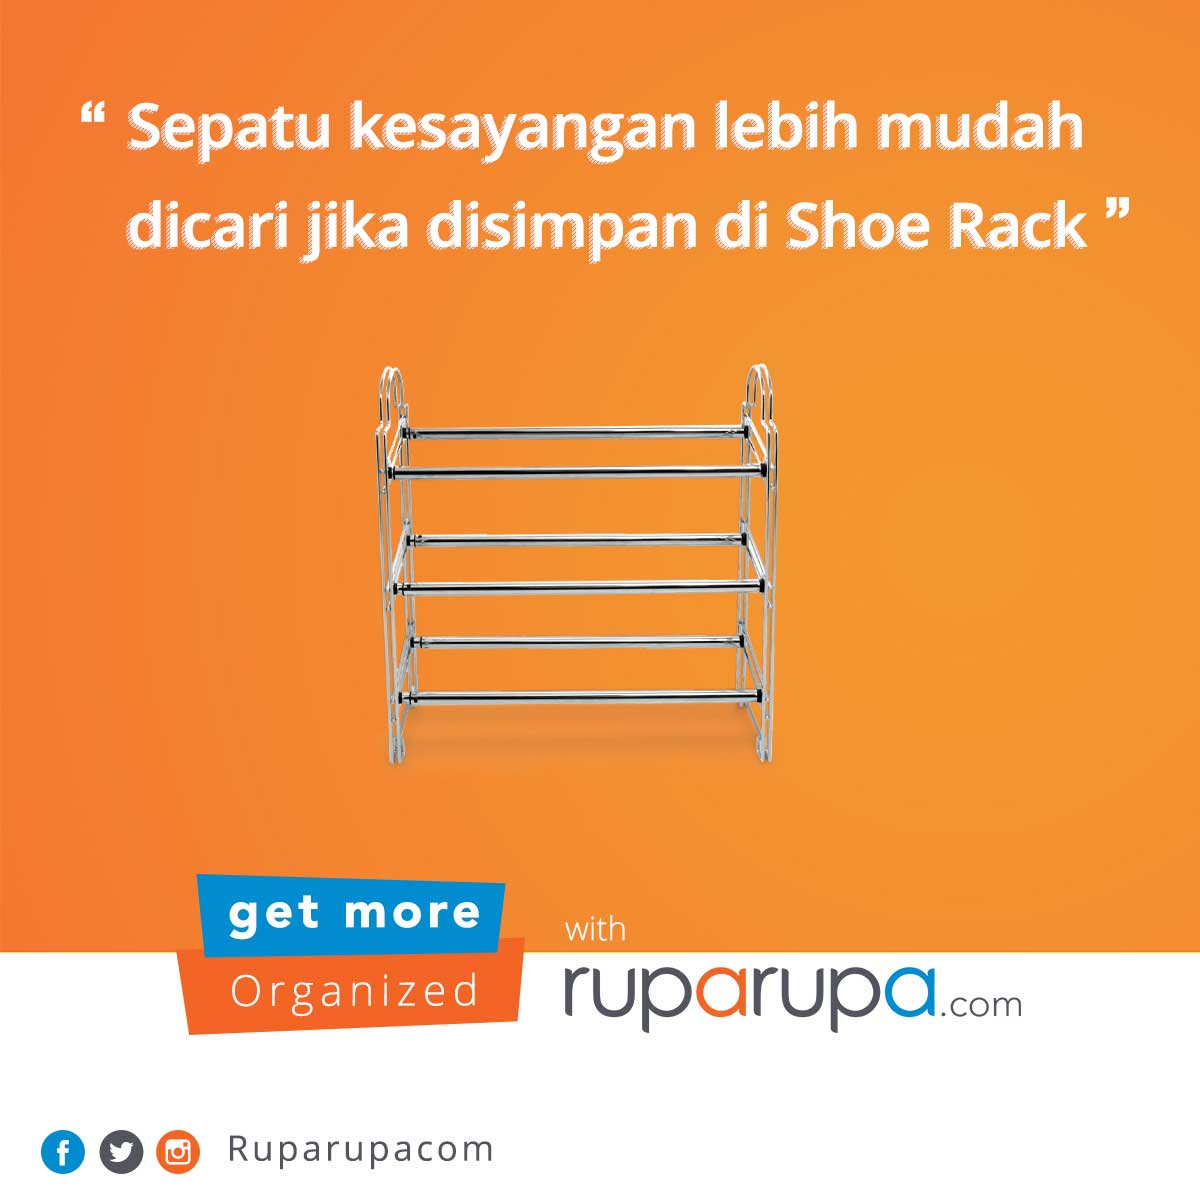 “ Sepatu kesayangan lebih mudah
dicari jika disimpan di Shoe Rack ”
get more
Organized
with
ruparupa.com
Ruparupacom